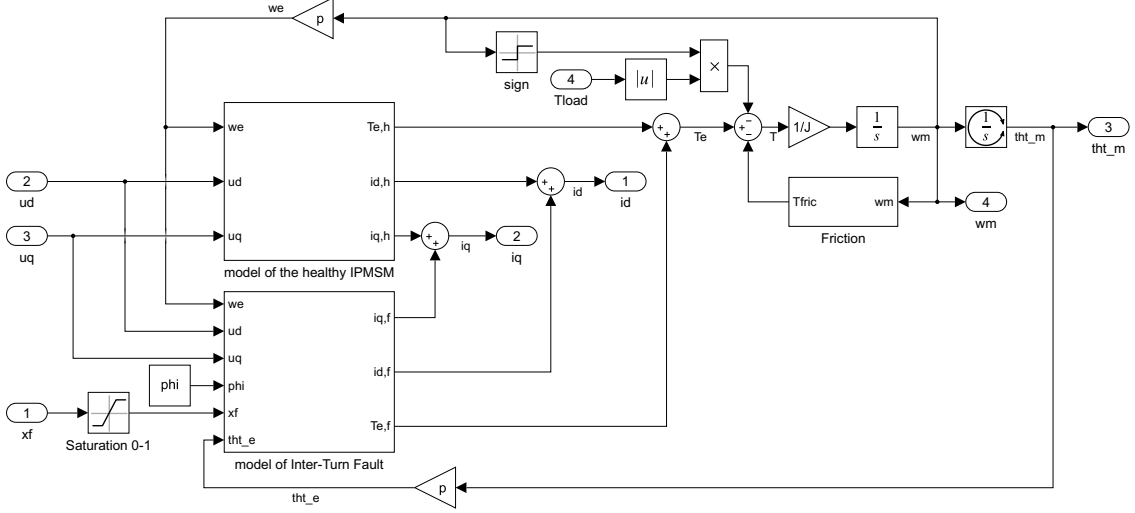 we
p
sign
4
Tload
|u|
×
we
ud
uq
Te,h
id,h
iq,h
model of the healthy IPMSM
2
ud
3
uq
+
+
Te
+
−
−
T
1/J
1
s
wm
1
s
tht_m
3
tht_m
+
+
id
1
id
+
+
iq
2
iq
Tfric
wm
Friction
4
wm
we
ud
uq
phi
xf
tht_e
iq,f
id,f
Te,f
model of Inter-Turn Fault
phi
1
xf
Saturation 0-1
p
tht_e